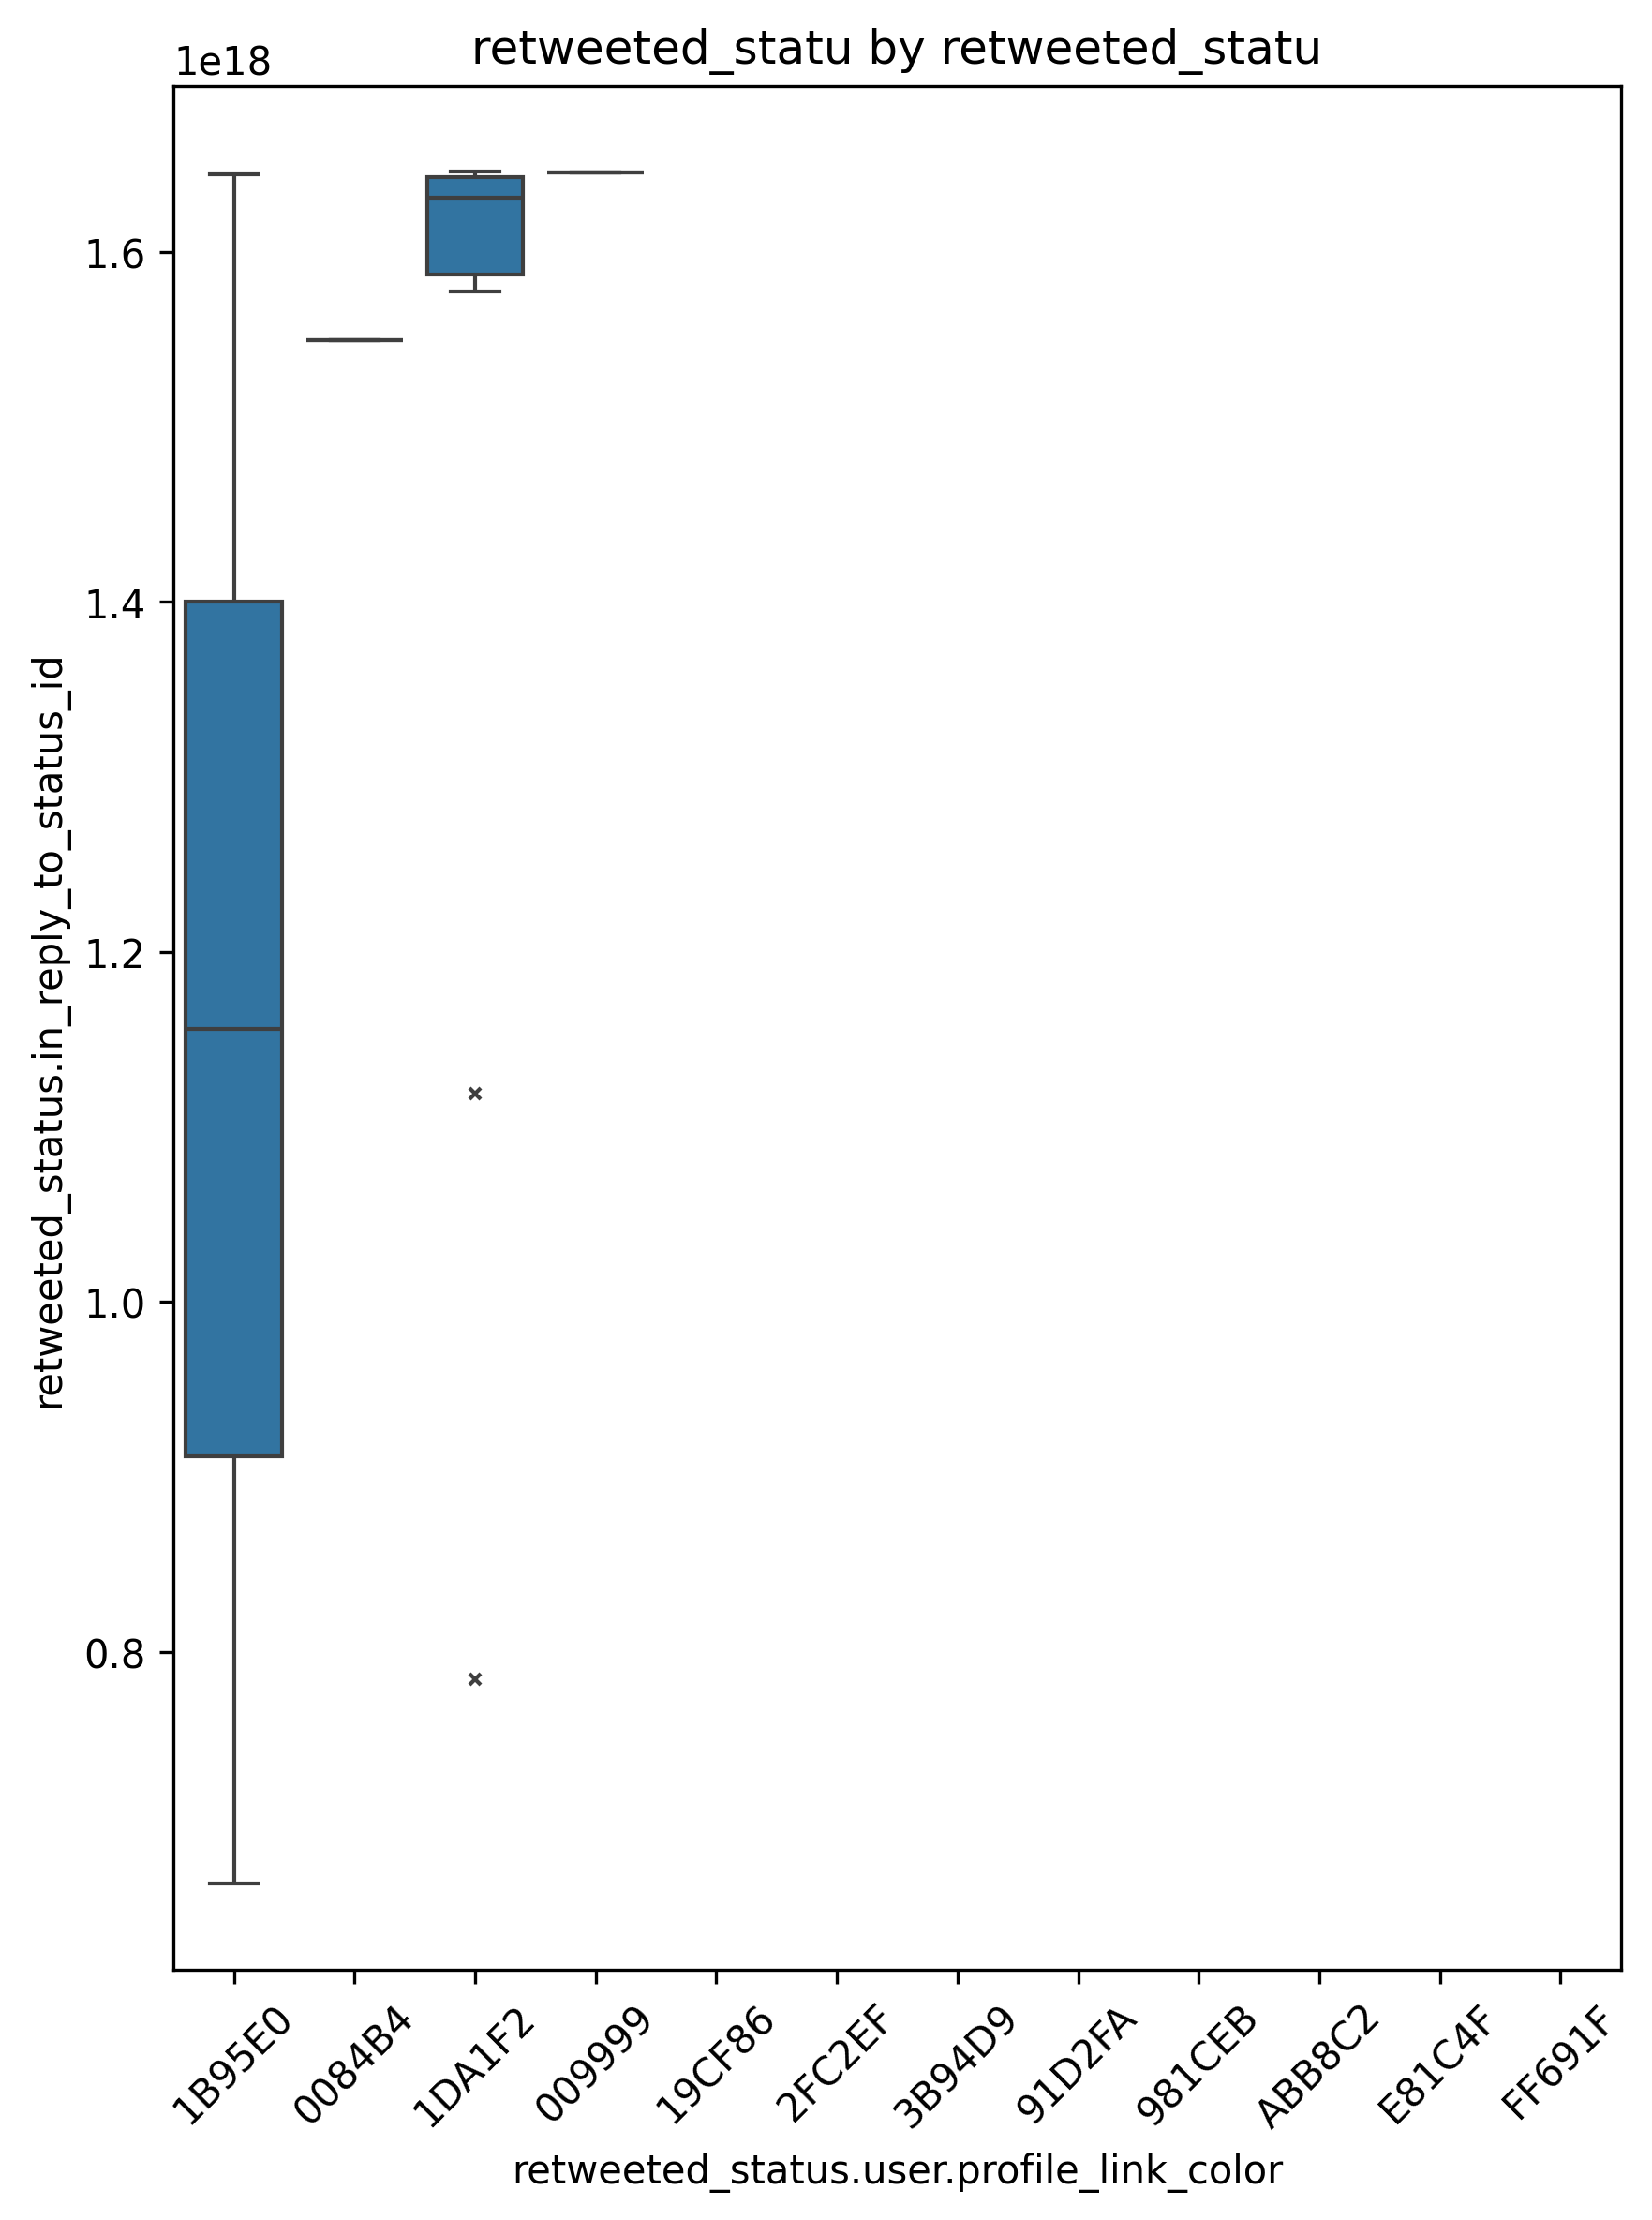 retweeted_statu by retweeted_statu
1e18
1.6
1.4
1.2
1.0
0.8
retweeted_status.in_reply_to_status_id
1B95E0
0084B4
1DA1F2
009999
19CF86
2FC2EF
3B94D9
91D2FA
981CEB
ABB8C2
E81C4F
FF691F
retweeted_status.user.profile_link_color